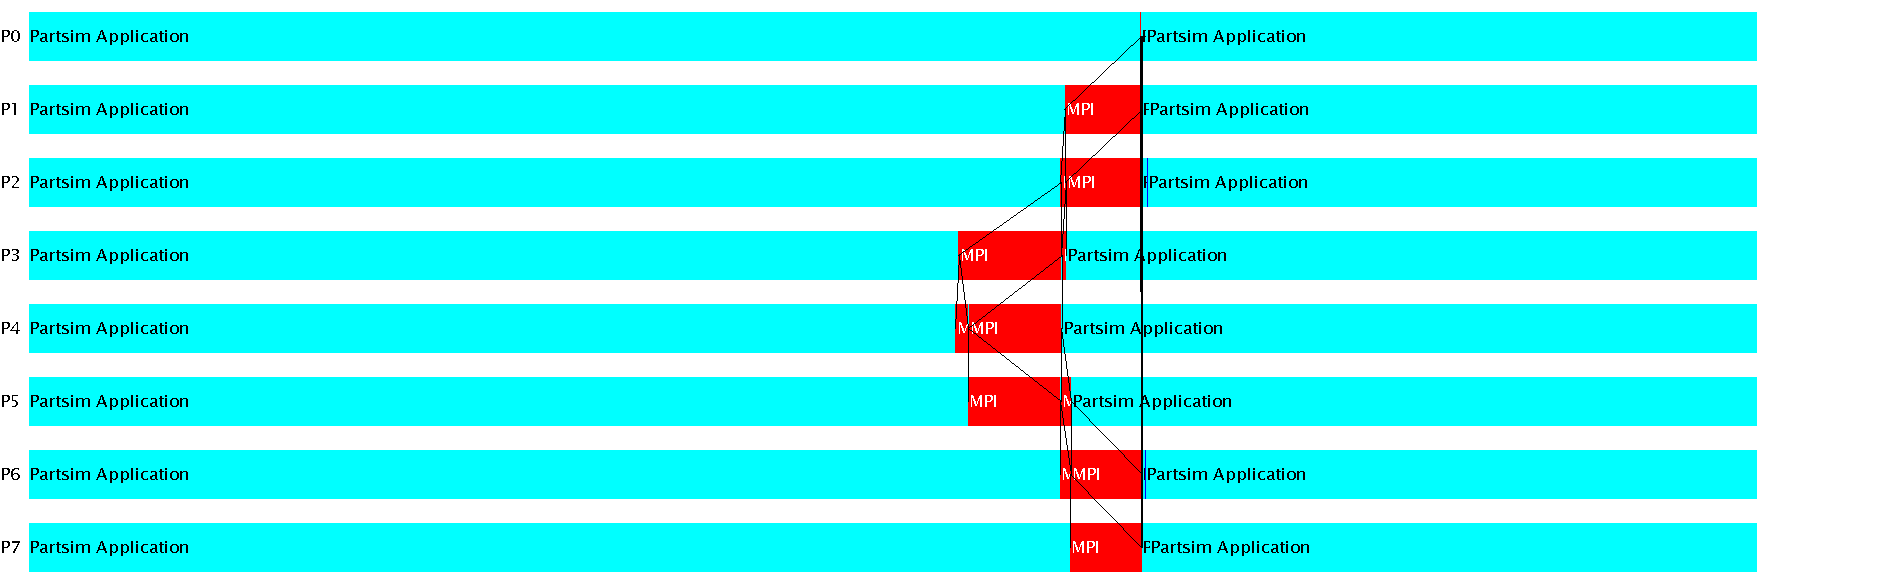 P0 Partsim Application Partsim Application
P1 Partsim Application MPI Partsim Application
P2 Partsim Application MPI Partsim Application
P3 Partsim Application MPI Partsim Application
P4 Partsim Application MPI Partsim Application
P5 Partsim Application MPI Partsim Application
P6 Partsim Application MPI Partsim Application
P7 Partsim Application MPI Partsim Application